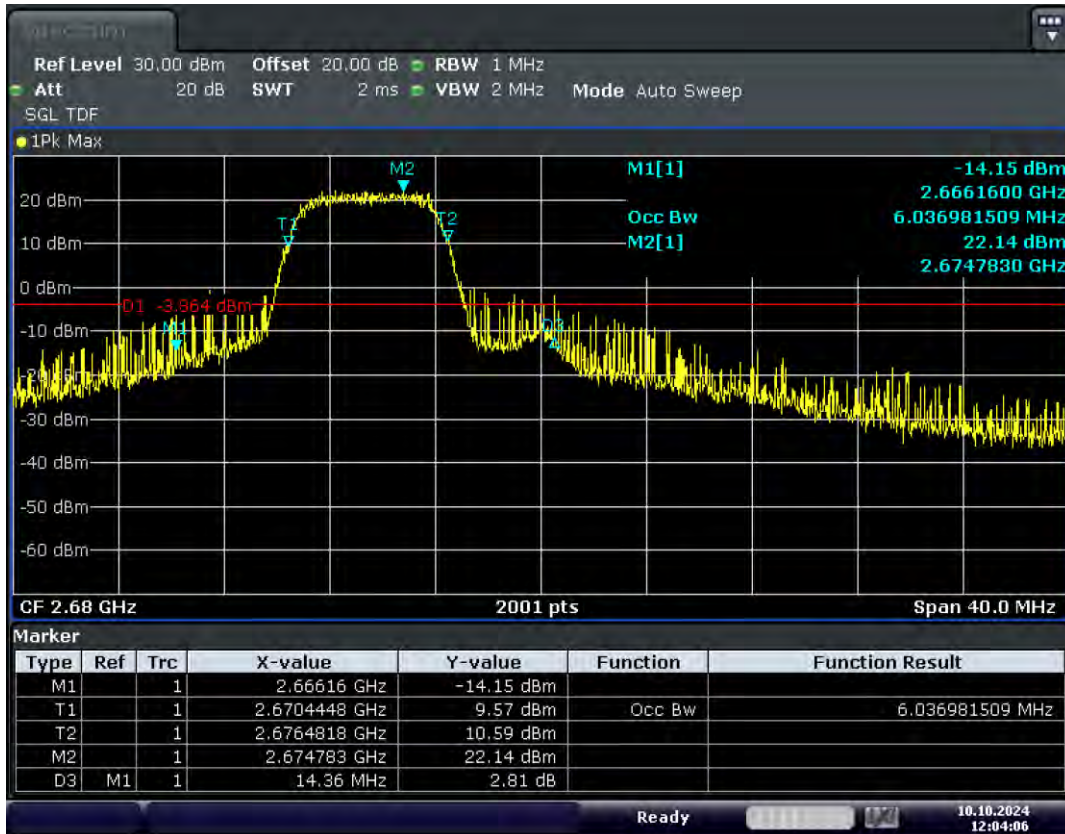 Spectrum
Ref Level 30.00 dBm Offset 20.00 dB RBW 1 MHz
Att 20 dB SWT 2 ms VBW 2 MHz Mode Auto Sweep
SGL TDF
1Pk Max
M1[1] -14.15 dBm
2.6661600 GHz
Occ Bw 6.036981509 MHz
M2[1] 22.14 dBm
2.6747830 GHz
M2
20 dBm
T1
T2
10 dBm
0 dBm
D1 -3.964 dBm
M1
D3
-10 dBm
-20 dBm
-30 dBm
-40 dBm
-50 dBm
-60 dBm
CF 2.68 GHz 2001 pts Span 40.0 MHz
Marker
Type Ref Trc X-value Y-value Function Function Result
M1 1 2.66616 GHz -14.15 dBm
T1 1 2.6704448 GHz 9.57 dBm Occ Bw 6.036981509 MHz
T2 1 2.6764818 GHz 10.59 dBm
M2 1 2.674783 GHz 22.14 dBm
D3 M1 1 14.36 MHz 2.81 dB
Ready 10.10.2024
12:04:06